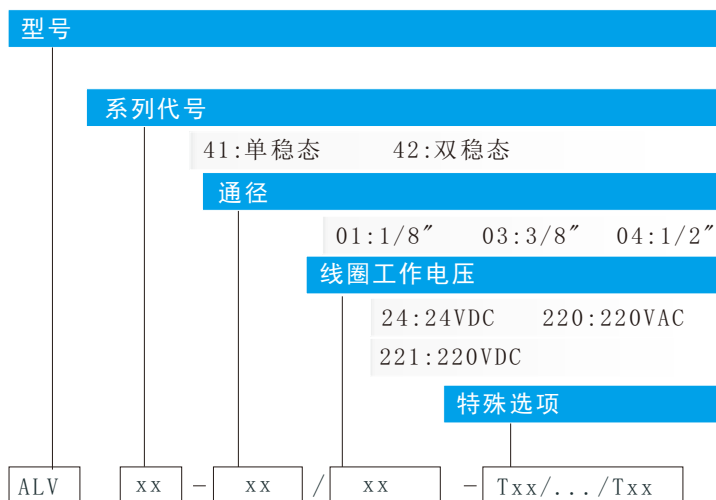 型号
系列代号
41:单稳态 42:双稳态
通径
01:1/8″ 03:3/8″ 04:1/2″
线圈工作电压
24:24VDC 220:220VAC
221:220VDC
特殊选项
ALV xx - xx / xx - Txx/.../Txx